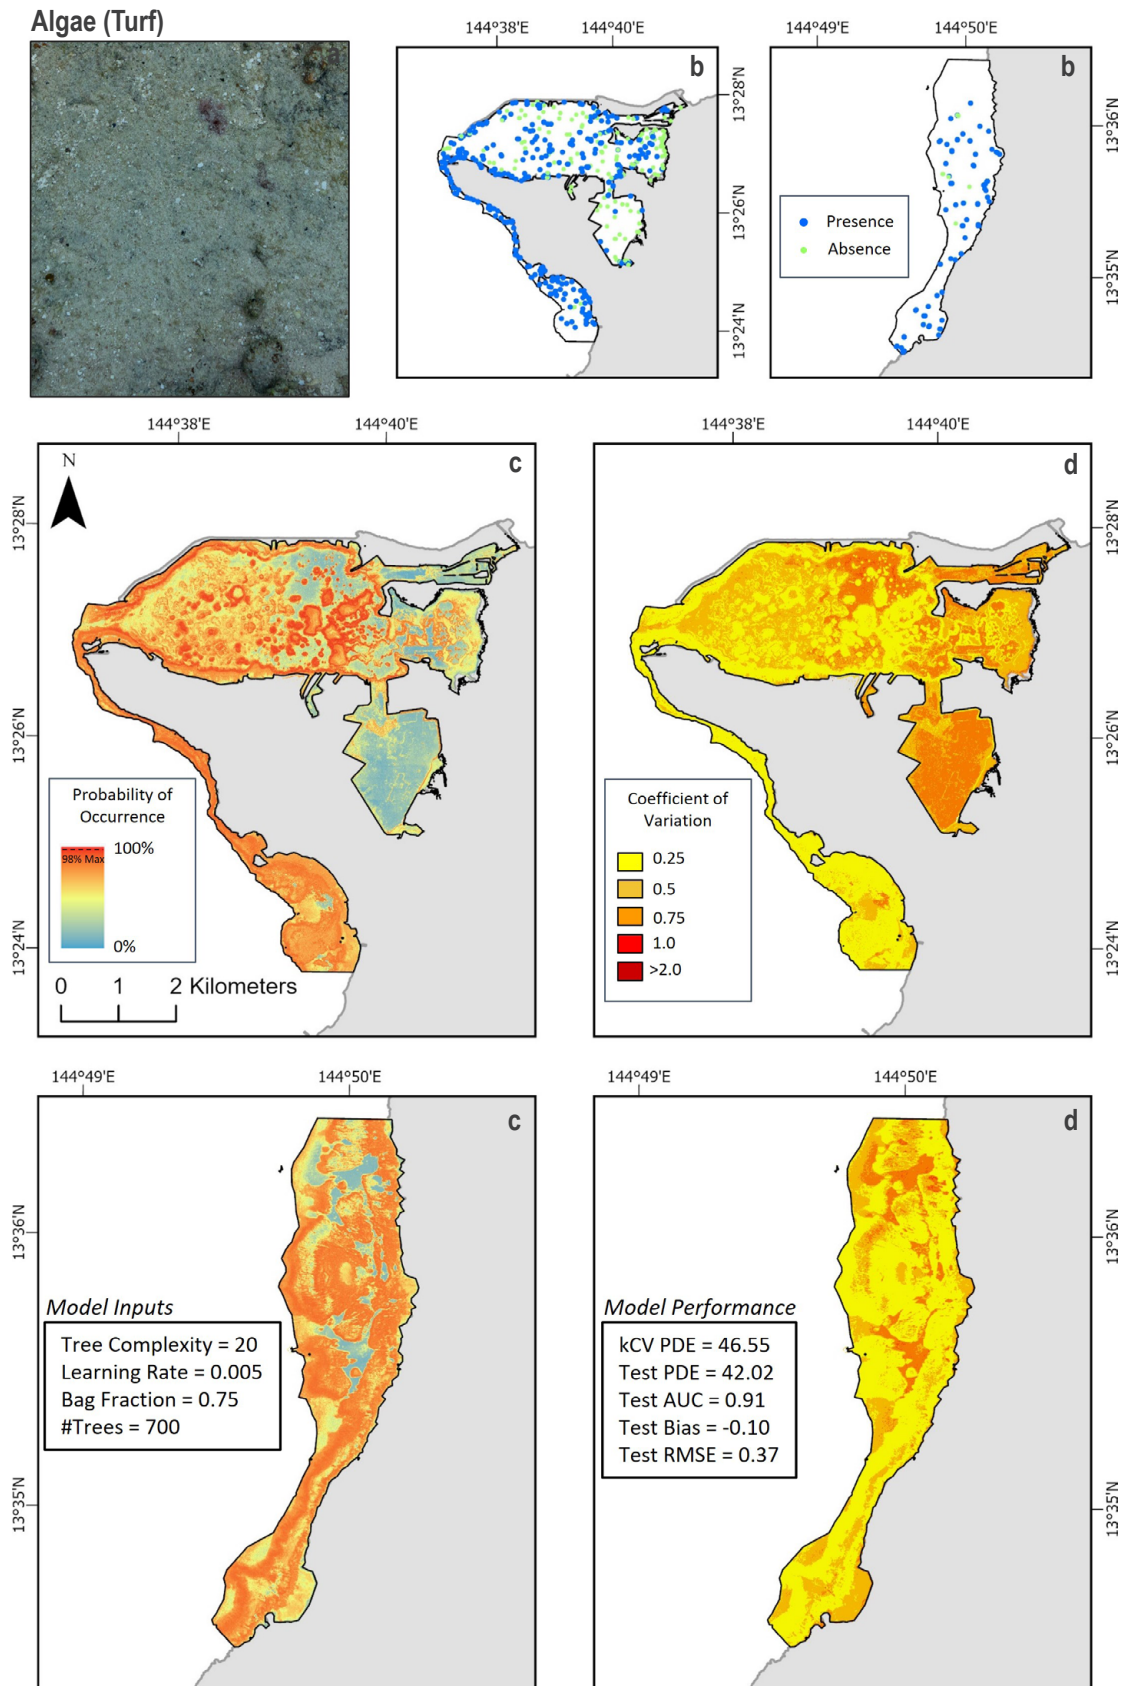 Algae (Turf)
144°38'E
144°40'E
144°49'E
144°50'E
b
b
13°28'N
13°26'N
13°24'N
13°36'N
13°35'N
Presence
Absence
144°38'E
144°40'E
144°38'E
144°40'E
N
c
d
13°28'N
13°26'N
13°24'N
13°28'N
13°26'N
13°24'N
Probability of
Occurrence
100%
98% Max
0%
0 1 2 Kilometers
Coefficient of
Variation
0.25
0.5
0.75
1.0
>2.0
144°49'E
144°50'E
144°49'E
144°50'E
c
d
13°36'N
13°35'N
13°36'N
13°35'N
Model Inputs
Tree Complexity = 20
Learning Rate = 0.005
Bag Fraction = 0.75
#Trees = 700
Model Performance
kCV PDE = 46.55
Test PDE = 42.02
Test AUC = 0.91
Test Bias = -0.10
Test RMSE = 0.37